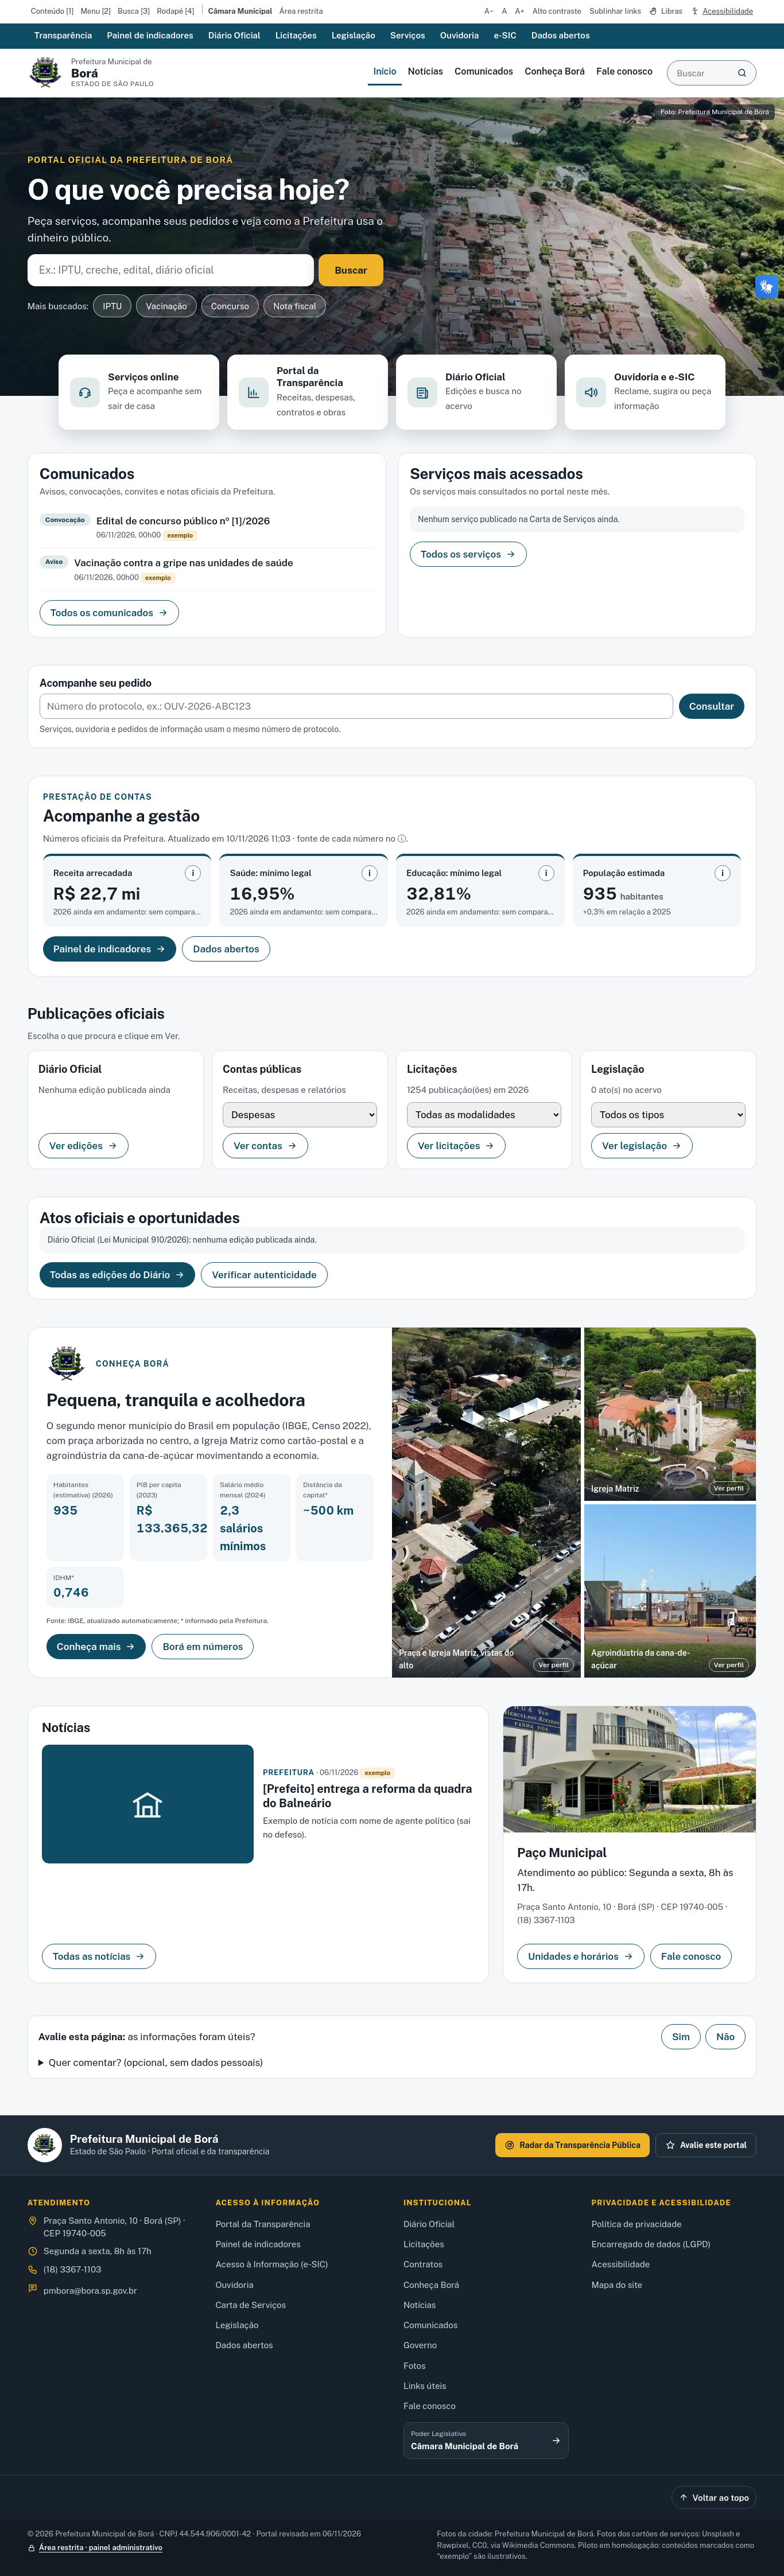 Conteúdo [1] Menu [2] Busca [3] Rodapé [4] Câmara Municipal Área restrita A− A A+ Alto contraste Sublinhar links Libras Acessibilidade
Transparência Painel de indicadores Diário Oficial Licitações Legislação Serviços Ouvidoria e-SIC Dados abertos
Prefeitura Municipal de
Borá
ESTADO DE SÃO PAULO
Início Notícias Comunicados Conheça Borá Fale conosco Buscar
Foto: Prefeitura Municipal de Borá
PORTAL OFICIAL DA PREFEITURA DE BORÁ
O que você precisa hoje?
Peça serviços, acompanhe seus pedidos e veja como a Prefeitura usa o
dinheiro público.
Ex.: IPTU, creche, edital, diário oficial Buscar
Mais buscados: IPTU Vacinação Concurso Nota fiscal
Serviços online
Peça e acompanhe sem
sair de casa
Portal da
Transparência
Receitas, despesas,
contratos e obras
Diário Oficial
Edições e busca no
acervo
Ouvidoria e e-SIC
Reclame, sugira ou peça
informação
Comunicados
Avisos, convocações, convites e notas oficiais da Prefeitura.
Convocação Edital de concurso público nº [1]/2026
06/11/2026, 00h00 exemplo
Aviso Vacinação contra a gripe nas unidades de saúde
06/11/2026, 00h00 exemplo
Todos os comunicados →
Serviços mais acessados
Os serviços mais consultados no portal neste mês.
Nenhum serviço publicado na Carta de Serviços ainda.
Todos os serviços →
Acompanhe seu pedido
Número do protocolo, ex.: OUV-2026-ABC123 Consultar
Serviços, ouvidoria e pedidos de informação usam o mesmo número de protocolo.
PRESTAÇÃO DE CONTAS
Acompanhe a gestão
Números oficiais da Prefeitura. Atualizado em 10/11/2026 11:03 · fonte de cada número no ⓘ.
Receita arrecadada i
R$ 22,7 mi
2026 ainda em andamento: sem compara...
Saúde: mínimo legal i
16,95%
2026 ainda em andamento: sem compara...
Educação: mínimo legal i
32,81%
2026 ainda em andamento: sem compara...
População estimada i
935 habitantes
+0,3% em relação a 2025
Painel de indicadores → Dados abertos
Publicações oficiais
Escolha o que procura e clique em Ver.
Diário Oficial
Nenhuma edição publicada ainda
Ver edições →
Contas públicas
Receitas, despesas e relatórios
Despesas
Ver contas →
Licitações
1254 publicação(ões) em 2026
Todas as modalidades
Ver licitações →
Legislação
0 ato(s) no acervo
Todos os tipos
Ver legislação →
Atos oficiais e oportunidades
Diário Oficial (Lei Municipal 910/2026): nenhuma edição publicada ainda.
Todas as edições do Diário → Verificar autenticidade
CONHEÇA BORÁ
Pequena, tranquila e acolhedora
O segundo menor município do Brasil em população (IBGE, Censo 2022),
com praça arborizada no centro, a Igreja Matriz como cartão-postal e a
agroindústria da cana-de-açúcar movimentando a economia.
Habitantes
(estimativa) (2026)
935
PIB per capita
(2023)
R$
133.365,32
Salário médio
mensal (2024)
2,3
salários
mínimos
Distância da
capital*
~500 km
IDHM*
0,746
Fonte: IBGE, atualizado automaticamente; * informado pela Prefeitura.
Conheça mais → Borá em números
Praça e Igreja Matriz, vistas do
alto
Ver perfil
Igreja Matriz Ver perfil
Agroindústria da cana-de-
açúcar
Ver perfil
Notícias
PREFEITURA · 06/11/2026 exemplo
[Prefeito] entrega a reforma da quadra
do Balneário
Exemplo de notícia com nome de agente político (sai
no defeso).
Todas as notícias →
Paço Municipal
Atendimento ao público: Segunda a sexta, 8h às
17h.
Praça Santo Antonio, 10 · Borá (SP) · CEP 19740-005 ·
(18) 3367-1103
Unidades e horários → Fale conosco
Avalie esta página: as informações foram úteis? Sim Não
Quer comentar? (opcional, sem dados pessoais)
Prefeitura Municipal de Borá
Estado de São Paulo · Portal oficial e da transparência
Radar da Transparência Pública Avalie este portal
ATENDIMENTO
Praça Santo Antonio, 10 · Borá (SP) ·
CEP 19740-005
Segunda a sexta, 8h às 17h
(18) 3367-1103
pmbora@bora.sp.gov.br
ACESSO À INFORMAÇÃO
Portal da Transparência
Painel de indicadores
Acesso à Informação (e-SIC)
Ouvidoria
Carta de Serviços
Legislação
Dados abertos
INSTITUCIONAL
Diário Oficial
Licitações
Contratos
Conheça Borá
Notícias
Comunicados
Governo
Fotos
Links úteis
Fale conosco
Poder Legislativo
Câmara Municipal de Borá →
PRIVACIDADE E ACESSIBILIDADE
Política de privacidade
Encarregado de dados (LGPD)
Acessibilidade
Mapa do site
↑ Voltar ao topo
© 2026 Prefeitura Municipal de Borá · CNPJ 44.544.906/0001-42 · Portal revisado em 06/11/2026
Área restrita · painel administrativo
Fotos da cidade: Prefeitura Municipal de Borá. Fotos dos cartões de serviços: Unsplash e
Rawpixel, CC0, via Wikimedia Commons. Piloto em homologação: conteúdos marcados como
"exemplo" são ilustrativos.